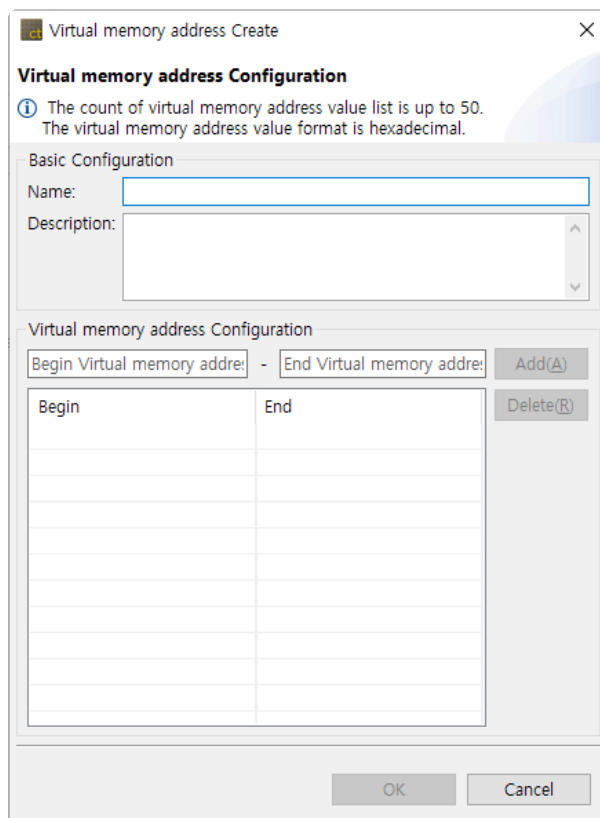 ct Virtual memory address Create
Virtual memory address Configuration
The count of virtual memory address value list is up to 50.
The virtual memory address value format is hexadecimal.
Basic Configuration
Name:
Description:
Virtual memory address Configuration
Begin Virtual memory addre - End Virtual memory addre Add(A)
Begin End Delete(R)
OK Cancel